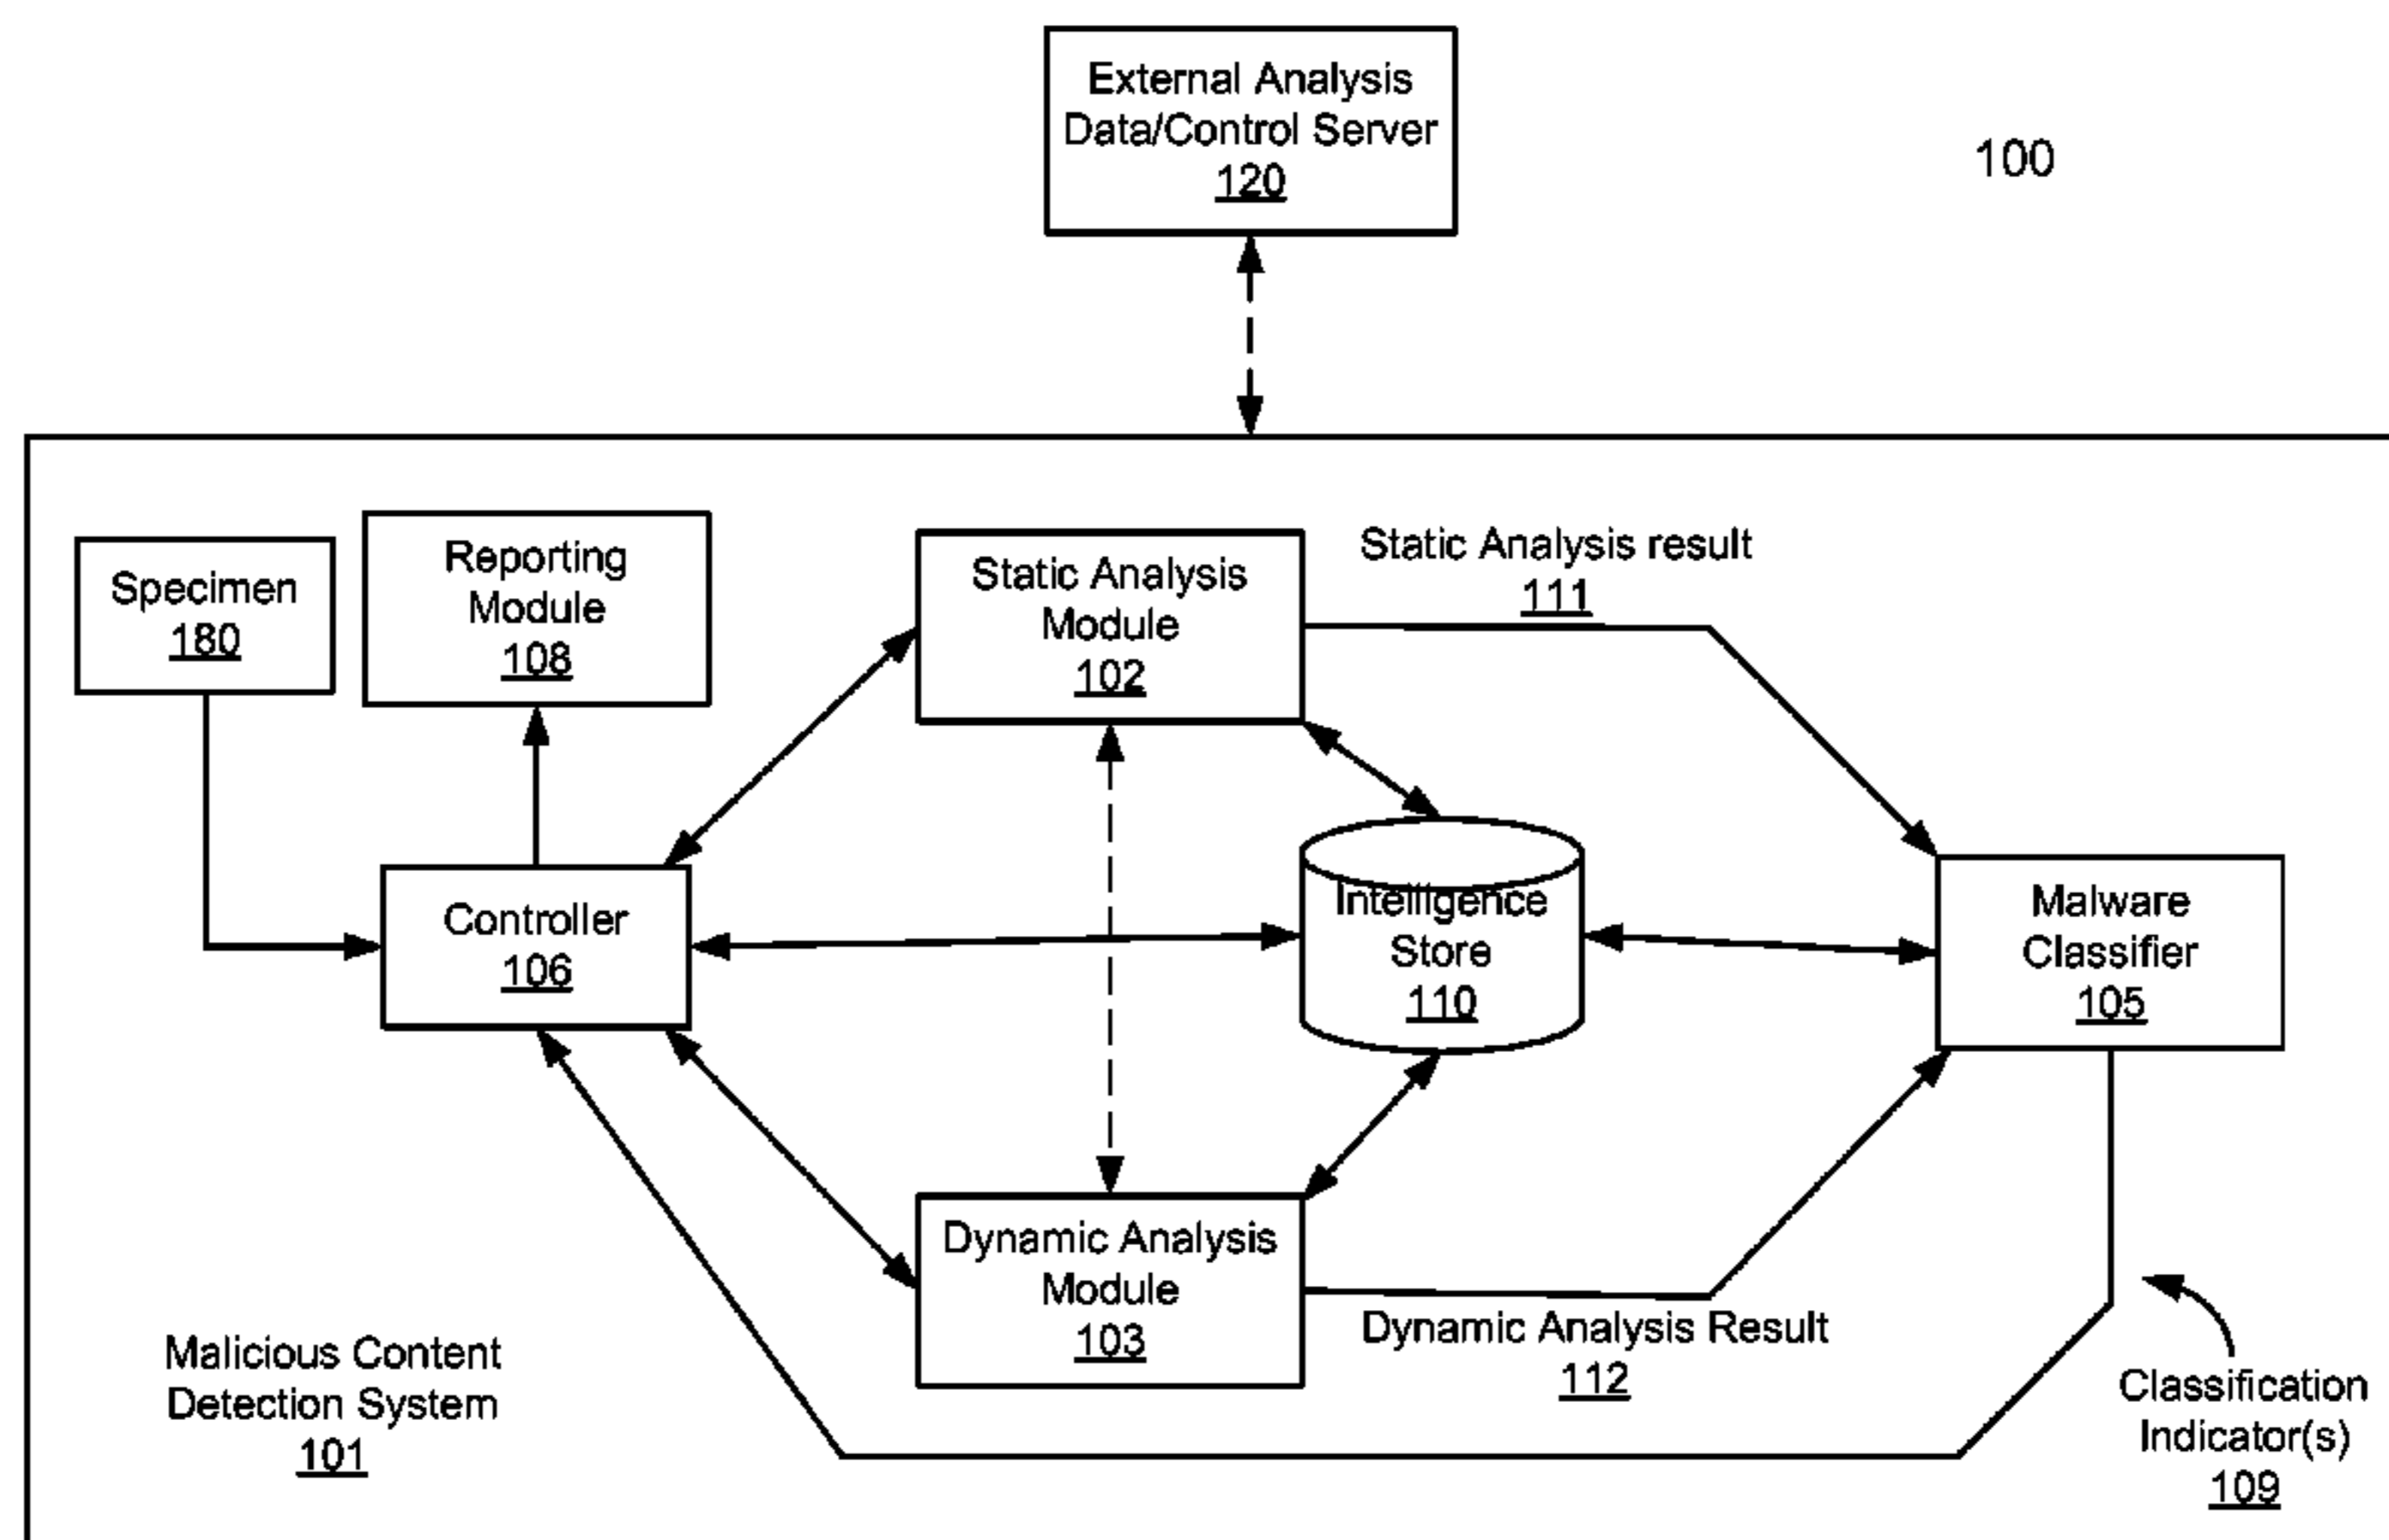 External Analysis
Data/Control Server
120
100
Specimen
180
Reporting
Module
108
Static Analysis
Module
102
Static Analysis result
111
Controller
106
Intelligence
Store
110
Malware
Classifier
105
Dynamic Analysis
Module
103
Dynamic Analysis Result
112
Malicious Content
Detection System
101
Classification
Indicator(s)
109